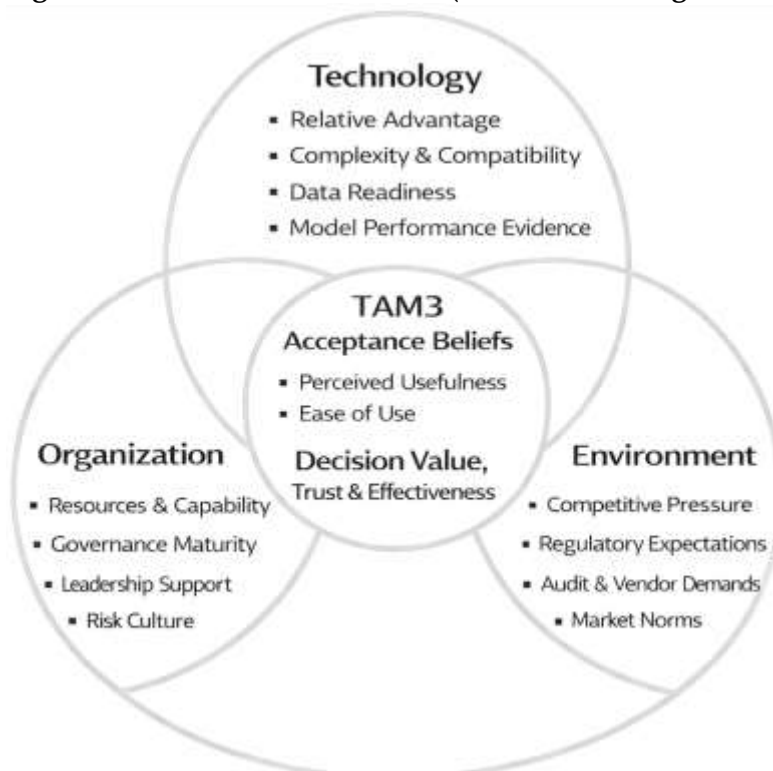 Technology
▪ Relative Advantage
▪ Complexity & Compatibility
▪ Data Readiness
▪ Model Performance Evidence
TAM3
Acceptance Beliefs
▪ Perceived Usefulness
▪ Ease of Use
Decision Value,
Trust & Effectiveness
Organization
▪ Resources & Capability
▪ Governance Maturity
▪ Leadership Support
▪ Risk Culture
Environment
▪ Competitive Pressure
▪ Regulatory Expectations
▪ Audit & Vendor Demands
▪ Market Norms